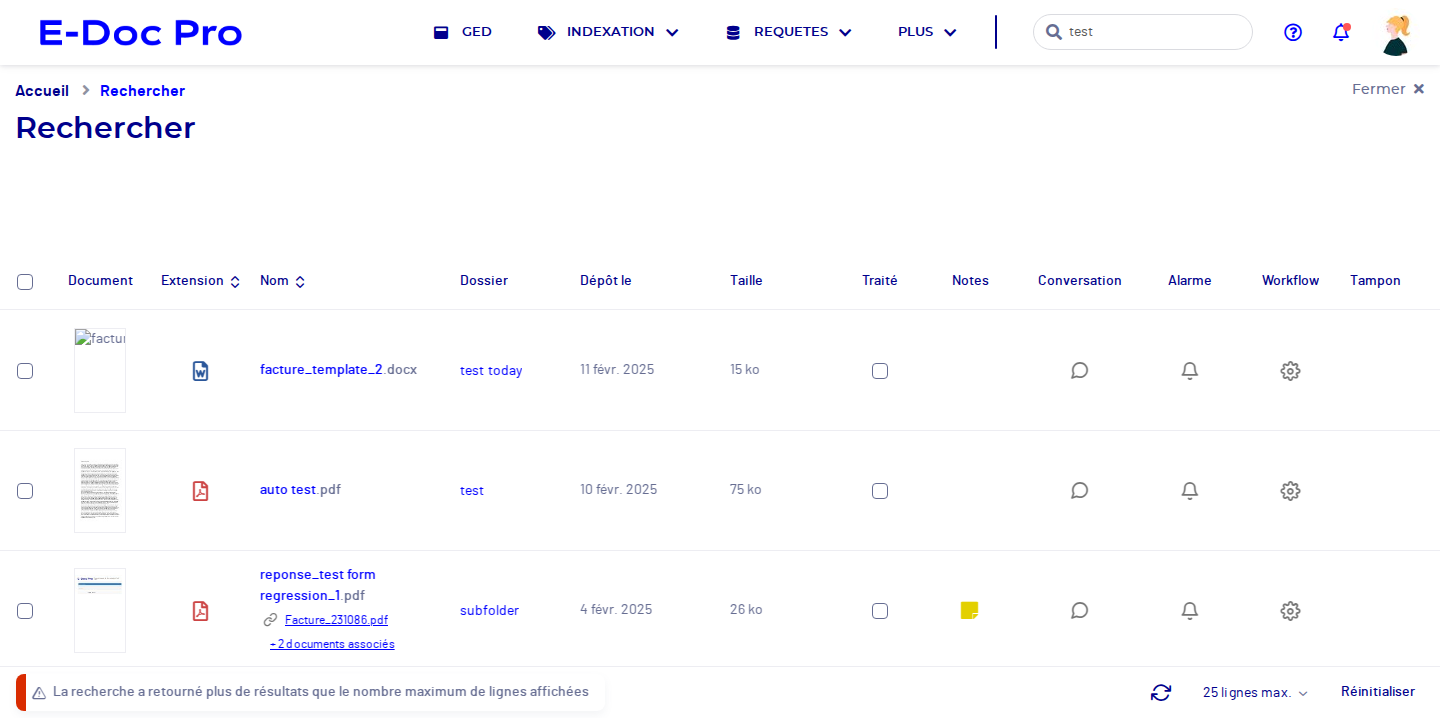 E-Doc Pro
GED
INDEXATION
REQUETES
PLUS
test
Accueil
Rechercher
Fermer
Rechercher
Document
Extension
Nom
Dossier
Dépôt le
Taille
Traité
Notes
Conversation
Alarme
Workflow
Tampon
factur
facture_template_2.docx
test today
11 févr. 2025
15 ko
auto test.pdf
test
10 févr. 2025
75 ko
reponse_test form
regression_1.pdf
Facture_231086.pdf
+ 2 documents associés
subfolder
4 févr. 2025
26 ko
La recherche a retourné plus de résultats que le nombre maximum de lignes affichées
25 lignes max.
Réinitialiser